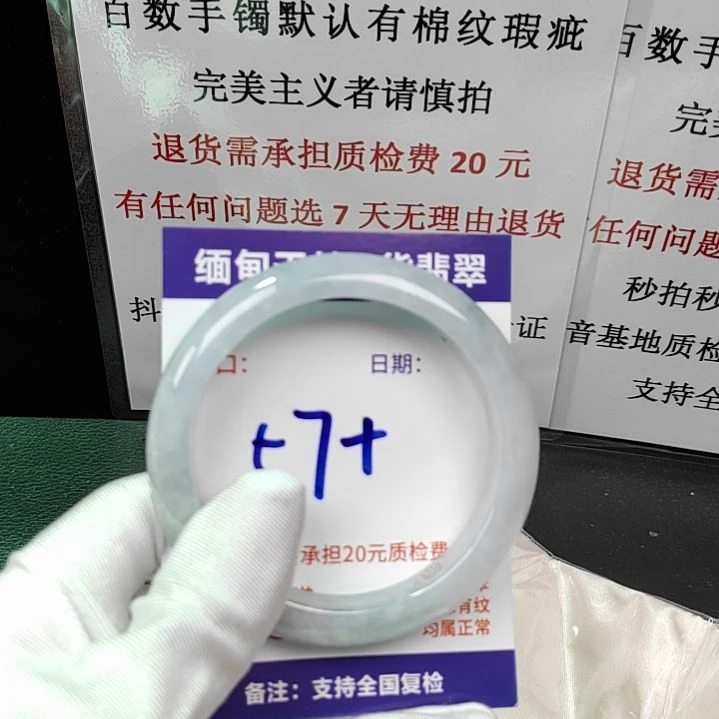 百数手镯默认有棉纹瑕疵
完美主义者请慎拍
退货需承担质检费 20 元
有任何问题选 7 天无理由退货
抖
证
百数手
完美
退货需
任何问题
秒拍秒
音基地质检
支持全
缅甸 翡翠
口：
日期：
7+
承担20元质检费
有纹
均属正常
备注：支持全国复检